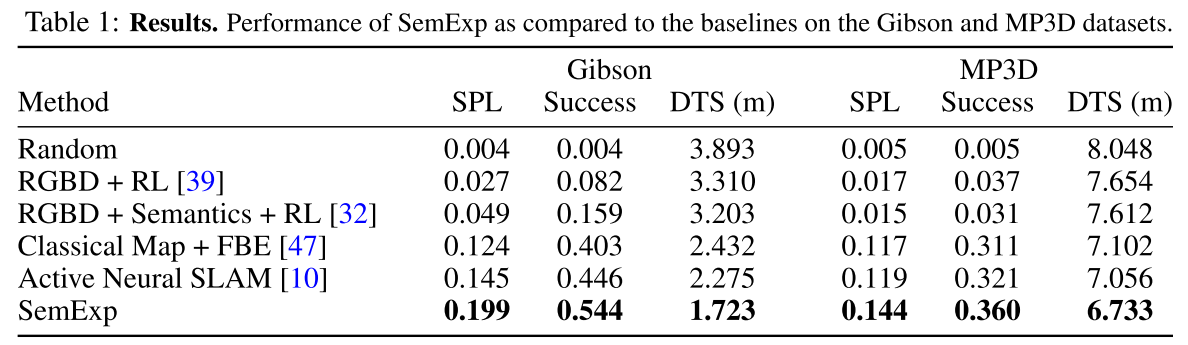 Table 1: Results. Performance of SemExp as compared to the baselines on the Gibson and MP3D datasets.
Gibson MP3D
Method SPL Success DTS (m) SPL Success DTS (m)
Random 0.004 0.004 3.893 0.005 0.005 8.048
RGBD + RL [39] 0.027 0.082 3.310 0.017 0.037 7.654
RGBD + Semantics + RL [32] 0.049 0.159 3.203 0.015 0.031 7.612
Classical Map + FBE [47] 0.124 0.403 2.432 0.117 0.311 7.102
Active Neural SLAM [10] 0.145 0.446 2.275 0.119 0.321 7.056
SemExp 0.199 0.544 1.723 0.144 0.360 6.733